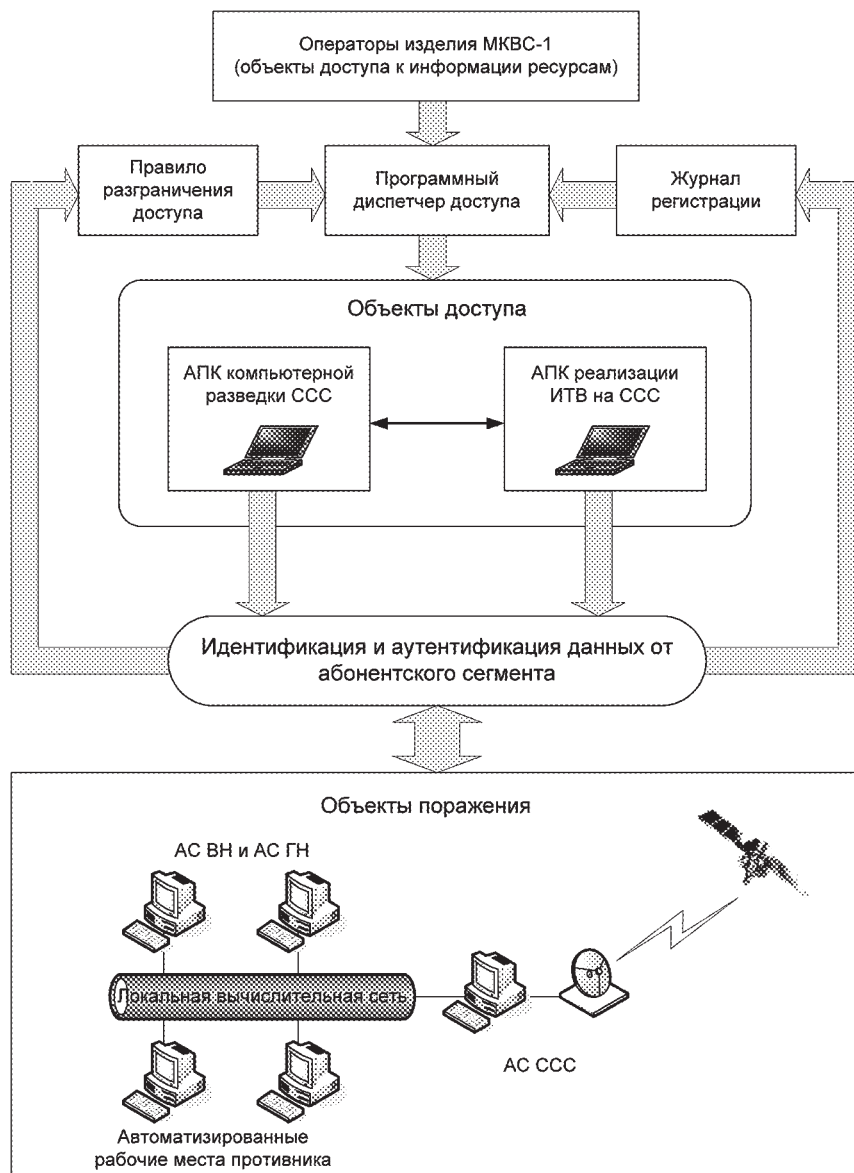 Операторы изделия МКВС-1
(объекты доступа к информации ресурсам)
Правило
разграничения
доступа
Программный
диспетчер доступа
Журнал
регистрации
Объекты доступа
АПК компьютерной
разведки ССС
АПК реализации
ИТВ на ССС
Идентификация и аутентификация данных от
абонентского сегмента
Объекты поражения
АС ВН и АС ГН
Локальная вычислительная сеть
АС ССС
Автоматизированные
рабочие места противника